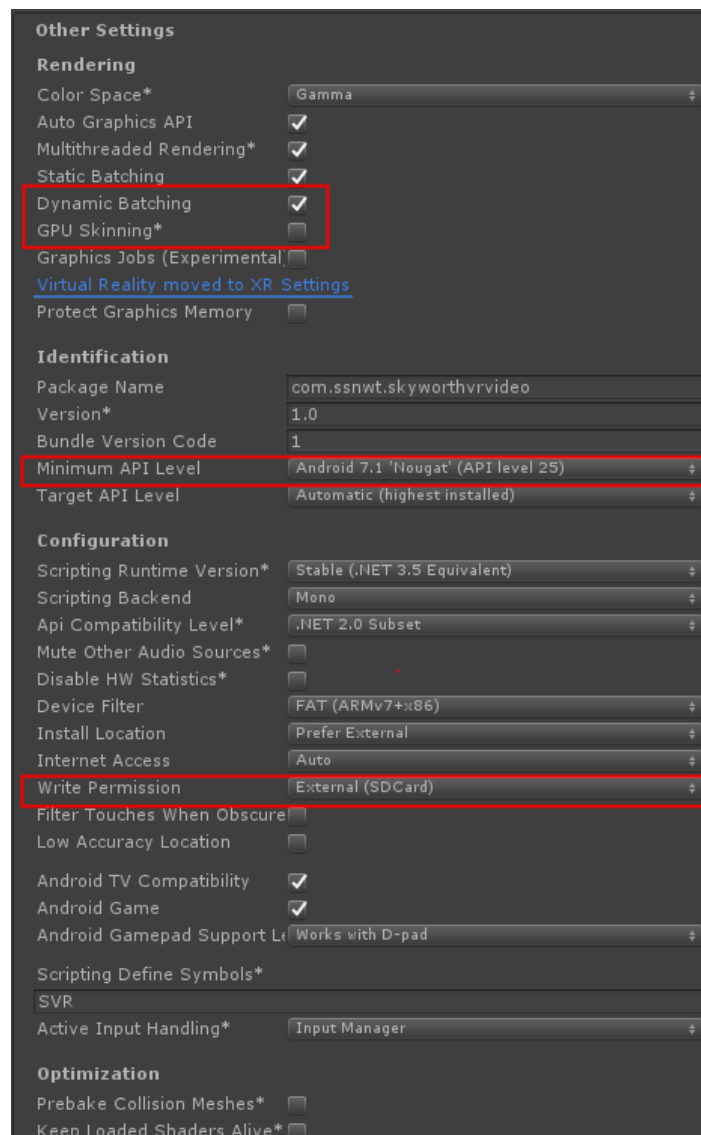 Other Settings
Rendering
Color Space* Gamma
Auto Graphics API
Multithreaded Rendering*
Static Batching
Dynamic Batching
GPU Skinning*
Graphics Jobs (Experimental)
Virtual Reality moved to XR Settings
Protect Graphics Memory
Identification
Package Name com.ssnwt.skyworthvrvideo
Version* 1.0
Bundle Version Code 1
Minimum API Level Android 7.1 'Nougat' (API level 25)
Target API Level Automatic (highest installed)
Configuration
Scripting Runtime Version* Stable (.NET 3.5 Equivalent)
Scripting Backend Mono
Api Compatibility Level* .NET 2.0 Subset
Mute Other Audio Sources*
Disable HW Statistics*
Device Filter FAT (ARMv7+x86)
Install Location Prefer External
Internet Access Auto
Write Permission External (SDCard)
Filter Touches When Obscure
Low Accuracy Location
Android TV Compatibility
Android Game
Android Gamepad Support Le Works with D-pad
Scripting Define Symbols*
SVR
Active Input Handling* Input Manager
Optimization
Prebake Collision Meshes*
Keep Loaded Shaders Alive*